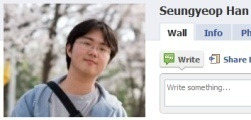 Seungyeop Han
Wall Info Ph
Write Share
Write something...